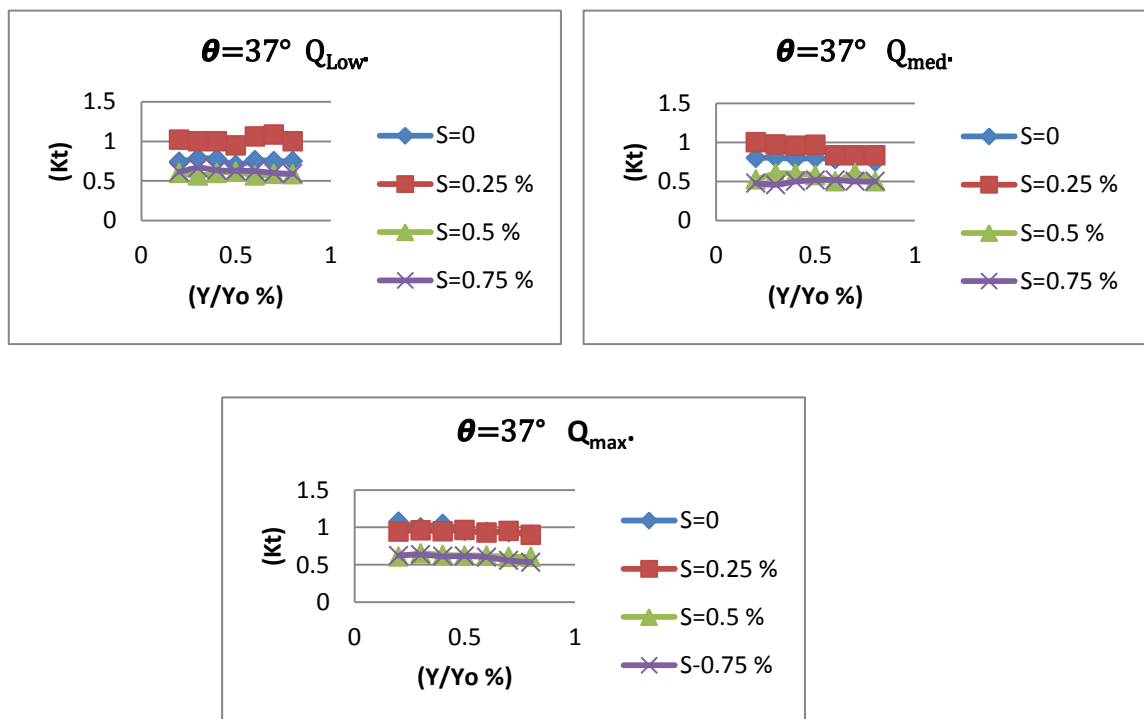 θ=37° Q_Low.
1.5
1
0.5
0
(Kt)
0 0.5 1
(Y/Yo %)
S=0
S=0.25 %
S=0.5 %
S=0.75 %
θ=37° Q_med.
1.5
1
0.5
0
(Kt)
0 0.5 1
(Y/Yo %)
S=0
S=0.25 %
S=0.5 %
S=0.75 %
θ=37° Q_max.
1.5
1
0.5
0
(Kt)
0 0.5 1
(Y/Yo %)
S=0
S=0.25 %
S=0.5 %
S-0.75 %